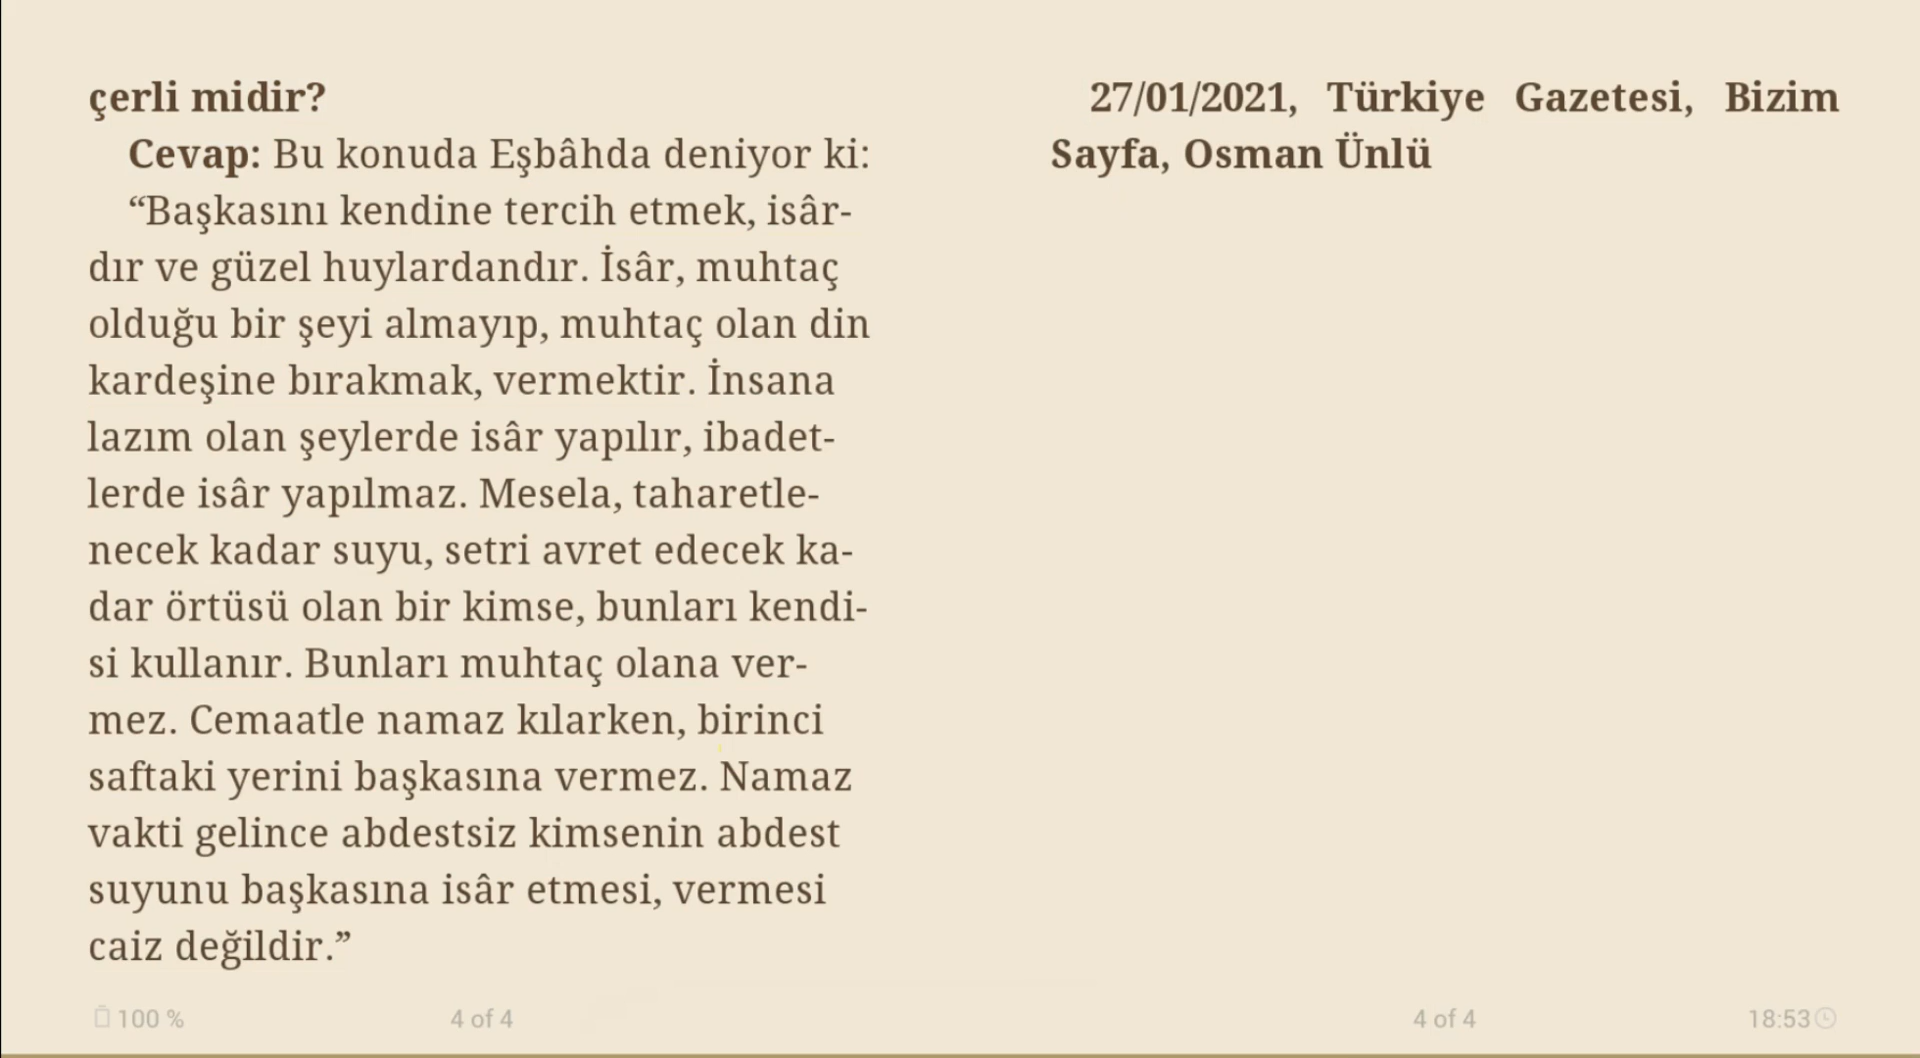 çerli midir?
Cevap: Bu konuda Eşbâhda deniyor ki:
“Başkasını kendine tercih etmek, isâr-
dır ve güzel huylardandır. İsâr, muhtaç
olduğu bir şeyi almayıp, muhtaç olan din
kardeşine bırakmak, vermektir. İnsana
lazım olan şeylerde isâr yapılır, ibadet-
lerde isâr yapılmaz. Mesela, taharetle-
necek kadar suyu, setri avret edecek ka-
dar örtüsü olan bir kimse, bunları kendi-
si kullanır. Bunları muhtaç olana ver-
mez. Cemaatle namaz kılarken, birinci
saftaki yerini başkasına vermez. Namaz
vakti gelince abdestsiz kimsenin abdest
suyunu başkasına isâr etmesi, vermesi
caiz değildir.”
27/01/2021, Türkiye Gazetesi, Bizim
Sayfa, Osman Ünlü
100 % 4 of 4 4 of 4 18:53